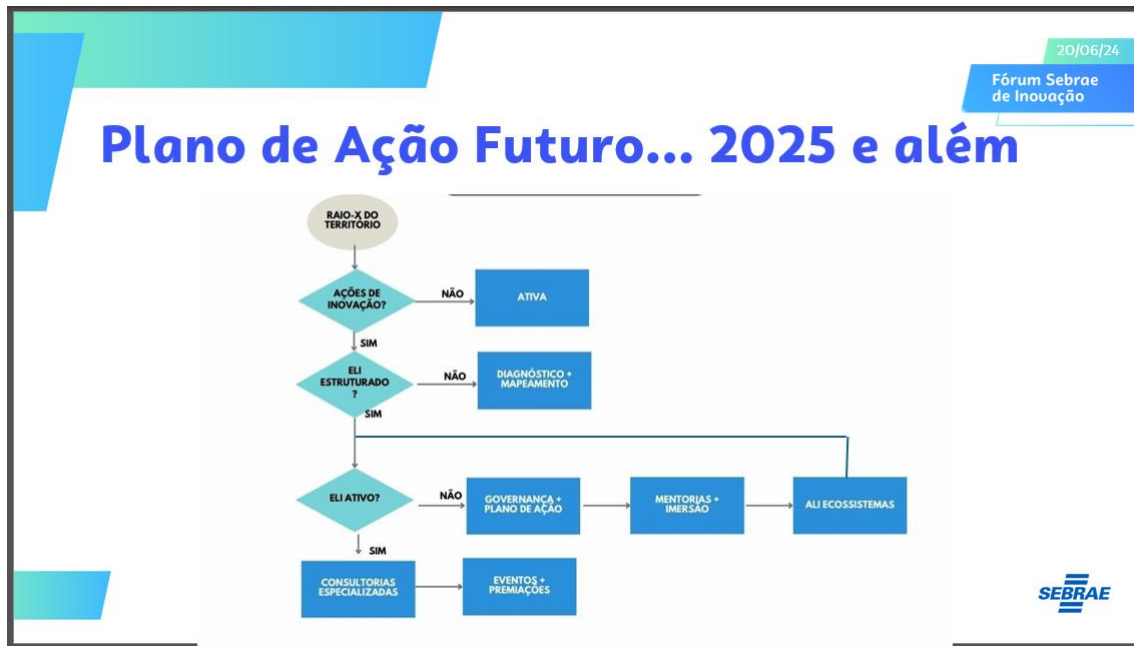 20/06/24
Fórum Sebrae
de Inovação
Plano de Ação Futuro... 2025 e além
RAIO-X DO
TERRITÓRIO
AÇÕES DE
INOVAÇÃO?
NÃO
ATIVA
SIM
ELI
ESTRUTURADO
?
NÃO
DIAGNÓSTICO +
MAPEAMENTO
SIM
ELI ATIVO?
NÃO
GOVERNANÇA +
PLANO DE AÇÃO
MENTORIAS +
IMERSÃO
ALI ECOSSISTEMAS
SIM
CONSULTORIAS
ESPECIALIZADAS
EVENTOS +
PREMIAÇÕES
SEBRAE